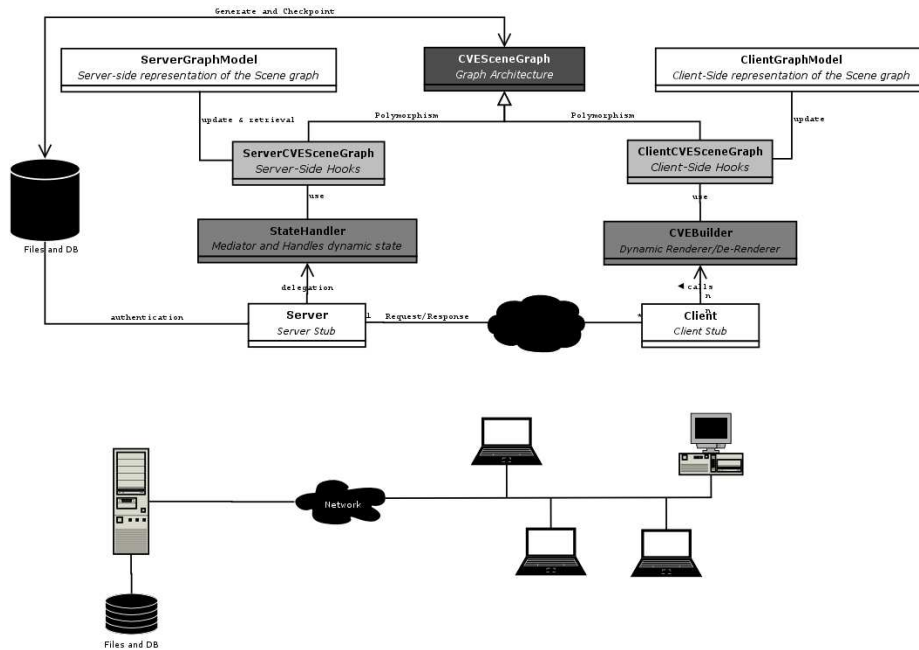 Generate and Checkpoint
ServerGraphModel
Server-side representation of the Scene graph
CVESceneGraph
Graph Architecture
ClientGraphModel
Client-Side representation of the Scene graph
update & retrieval
Polymorphism
Polymorphism
update
ServerCVESceneGraph
Server-Side Hooks
ClientCVESceneGraph
Client-Side Hooks
use
use
StateHandler
Mediator and Handles dynamic state
CVEBuilder
Dynamic Renderer/De-Renderer
Files and DB
delegation
calls
n
n
authentication
Server
Server Stub
1
Request/Response
*
Client
Client Stub
Network
Files and DB